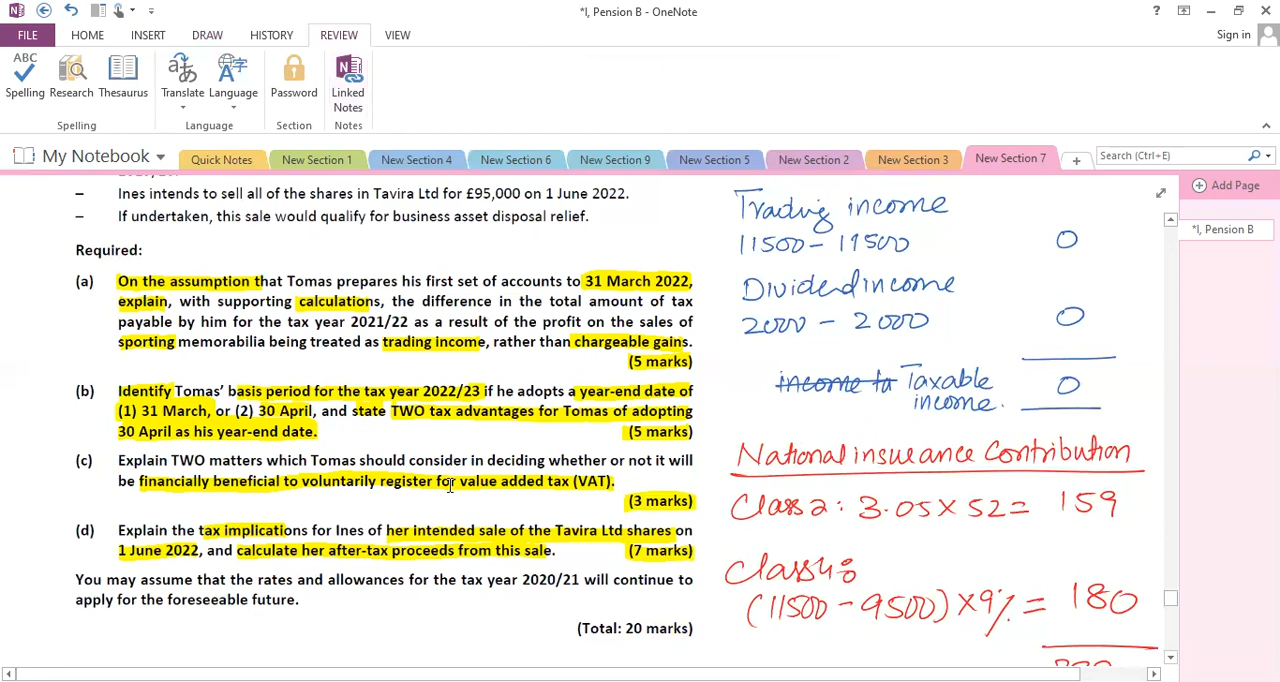 *I, Pension B - OneNote
?
Sign in
FILE HOME INSERT DRAW HISTORY REVIEW VIEW
ABC
Spelling Research Thesaurus Translate Language Password Linked Notes
Spelling Language Section Notes
My Notebook Quick Notes New Section 1 New Section 4 New Section 6 New Section 9 New Section 5 New Section 2 New Section 3 New Section 7 + Search (Ctrl+E)
Add Page
*I, Pension B
– Ines intends to sell all of the shares in Tavira Ltd for £95,000 on 1 June 2022.
– If undertaken, this sale would qualify for business asset disposal relief.
Required:
(a) On the assumption that Tomas prepares his first set of accounts to 31 March 2022,
explain, with supporting calculations, the difference in the total amount of tax
payable by him for the tax year 2021/22 as a result of the profit on the sales of
sporting memorabilia being treated as trading income, rather than chargeable gains.
(5 marks)
(b) Identify Tomas’ basis period for the tax year 2022/23 if he adopts a year-end date of
(1) 31 March, or (2) 30 April, and state TWO tax advantages for Tomas of adopting
30 April as his year-end date. (5 marks)
(c) Explain TWO matters which Tomas should consider in deciding whether or not it will
be financially beneficial to voluntarily register for value added tax (VAT).
(3 marks)
(d) Explain the tax implications for Ines of her intended sale of the Tavira Ltd shares on
1 June 2022, and calculate her after-tax proceeds from this sale. (7 marks)
You may assume that the rates and allowances for the tax year 2020/21 will continue to
apply for the foreseeable future.
(Total: 20 marks)
Trading income
11500 - 11500 0
Dividend income
2000 - 2000 0
income ta Taxable 0
income.
National insurance Contribution
Class 2: 3.05 x 52 = 159
Class 4:
(11500 - 9500) x 9% = 180